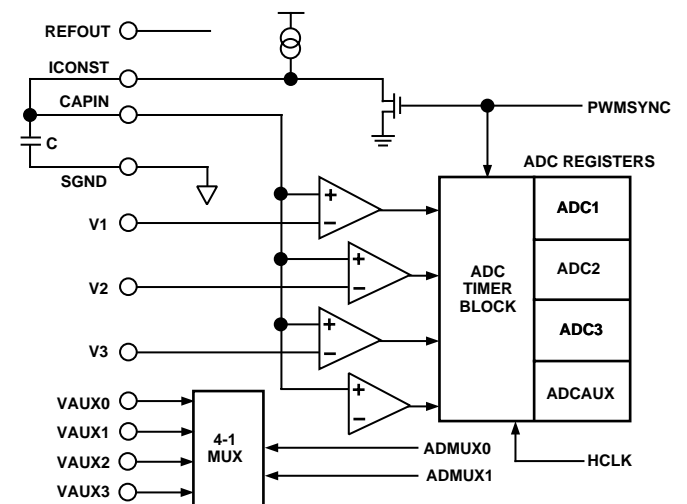 REFOUT
ICONST
CAPIN
C
SGND
PWMSYNC
ADC REGISTERS
V1
V2
V3
+
−
+
−
+
−
+
−
ADC
TIMER
BLOCK
ADC1
ADC2
ADC3
ADCAUX
VAUX0
VAUX1
VAUX2
VAUX3
4-1
MUX
ADMUX0
ADMUX1
HCLK